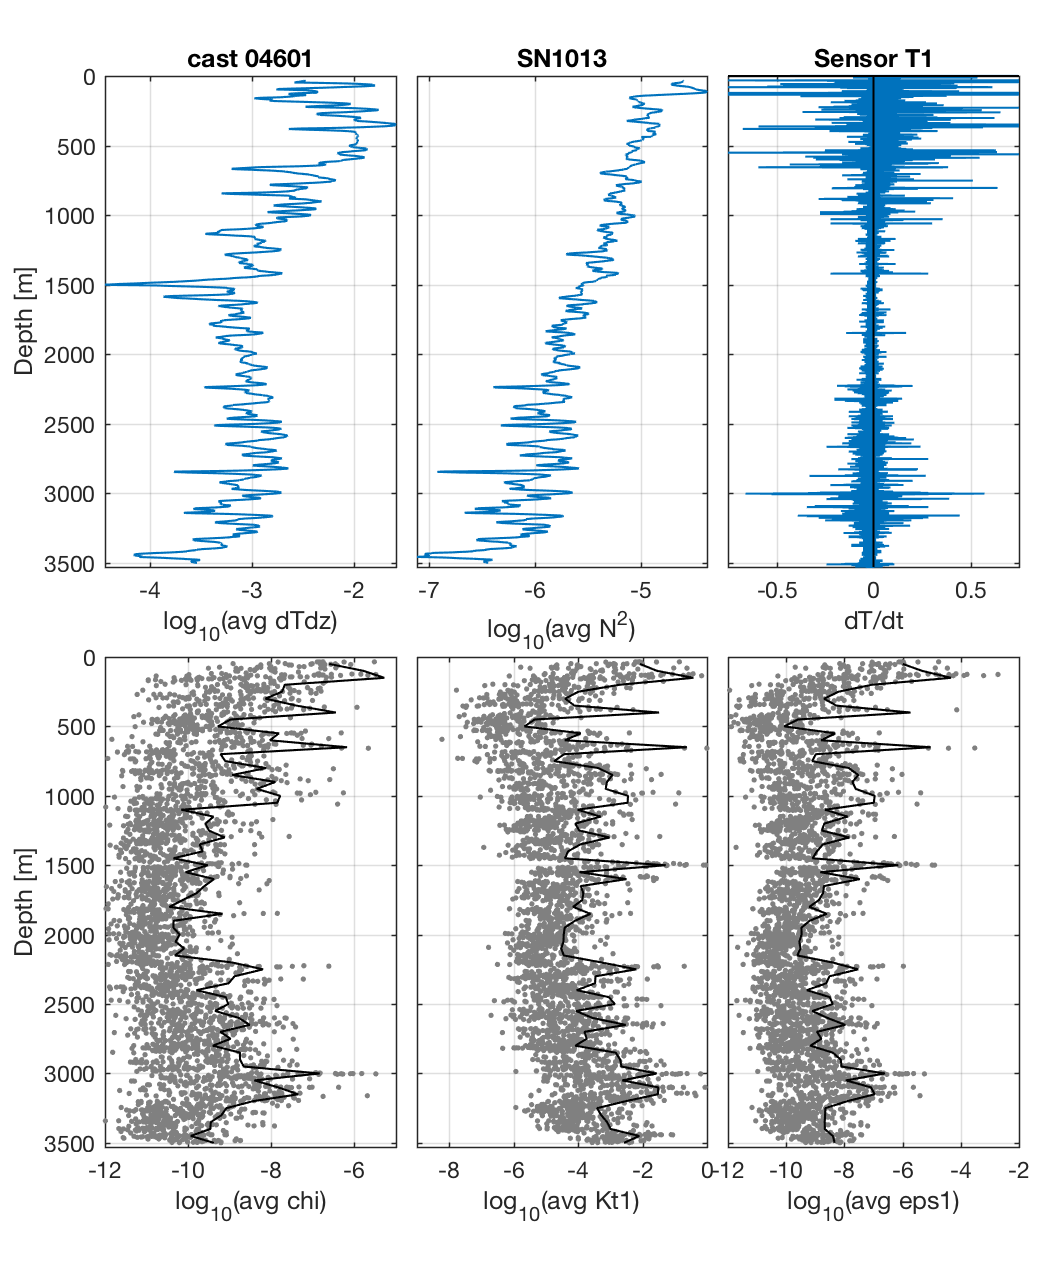 cast 04601 SN1013 Sensor T1
0
500
1000
1500
2000
2500
3000
3500
Depth [m]
-4 -3 -2 -7 -6 -5 -0.5 0 0.5
log10(avg dTdz) log10(avg N2) dT/dt
0
500
1000
1500
2000
2500
3000
3500
Depth [m]
-12 -10 -8 -6 -8 -6 -4 -2 0 -12 -10 -8 -6 -4 -2
log10(avg chi) log10(avg Kt1) log10(avg eps1)